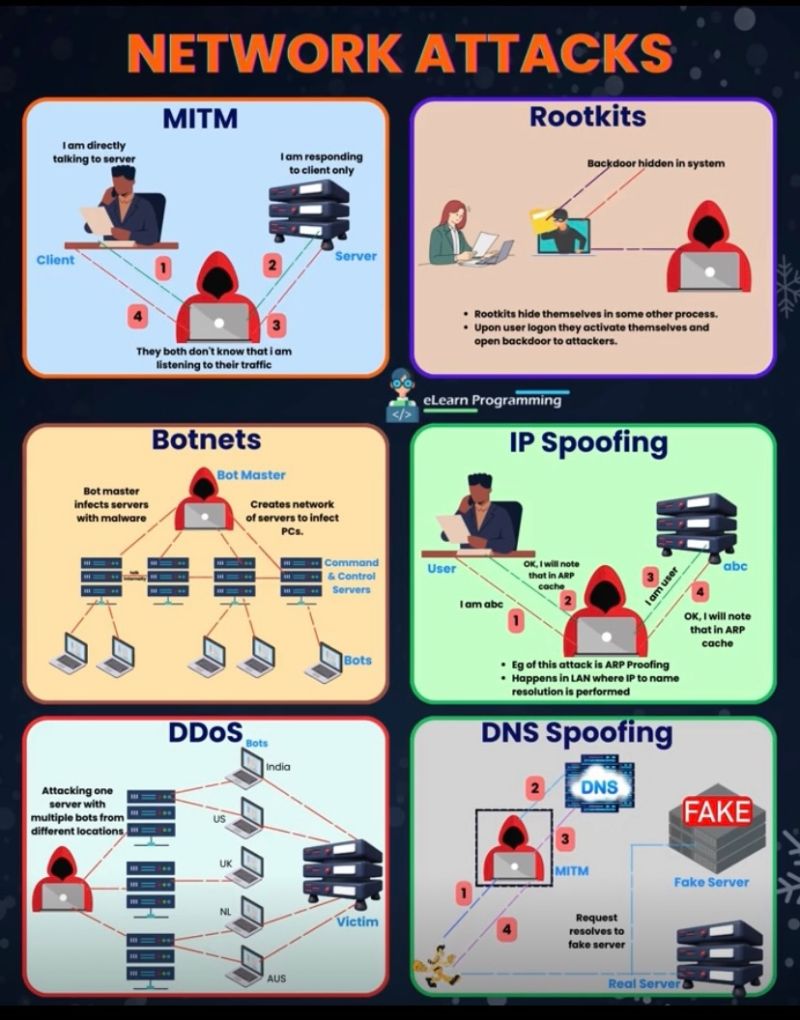 NETWORK ATTACKS
MITM
I am directly
talking to server
I am responding
to client only
Client
Server
1
2
4
3
They both don't know that i am
listening to their traffic
Rootkits
Backdoor hidden in system
• Rootkits hide themselves in some other process.
• Upon user logon they activate themselves and
open backdoor to attackers.
</>
eLearn Programming
Botnets
Bot Master
Bot master
infects servers
with malware
Creates network
of servers to infect
PCs.
Command
& Control
Servers
Bots
IP Spoofing
User
abc
OK, I will note
that in ARP
cache
I am abc
1
2
3
I am user
4
OK, I will note
that in ARP
cache
• Eg of this attack is ARP Proofing
• Happens in LAN where IP to name
resolution is performed
DDoS
Bots
India
Attacking one
server with
multiple bots from
different locations
US
UK
NL
AUS
Victim
DNS Spoofing
DNS
2
3
MITM
1
4
FAKE
Fake Server
Request
resolves to
fake server
Real Server